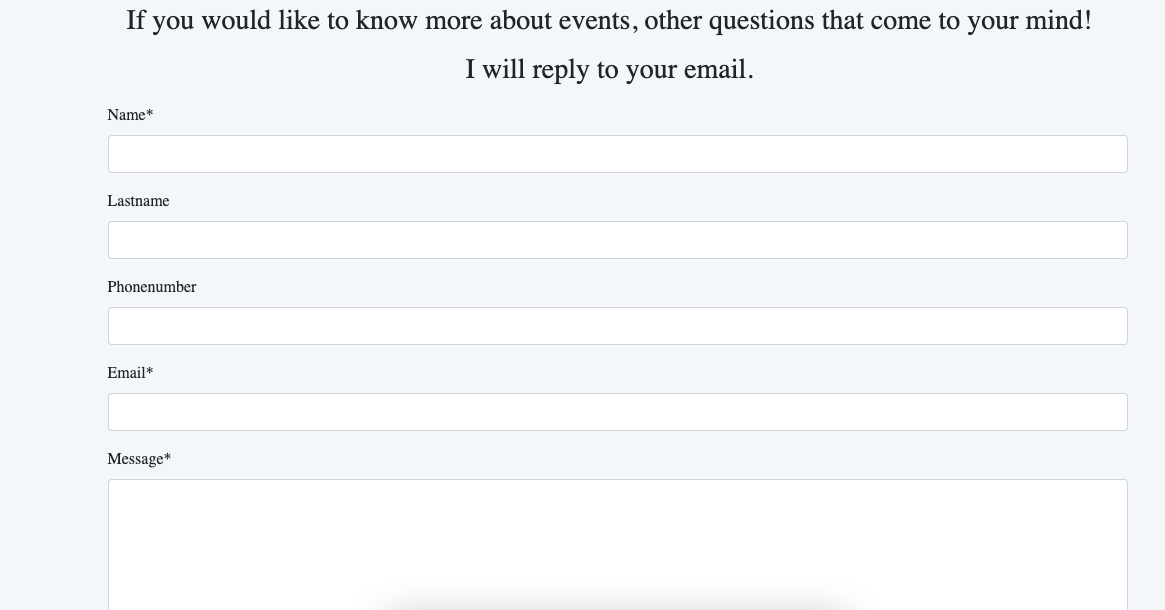 If you would like to know more about events, other questions that come to your mind!
I will reply to your email.
Name*
Lastname
Phonenumber
Email*
Message*